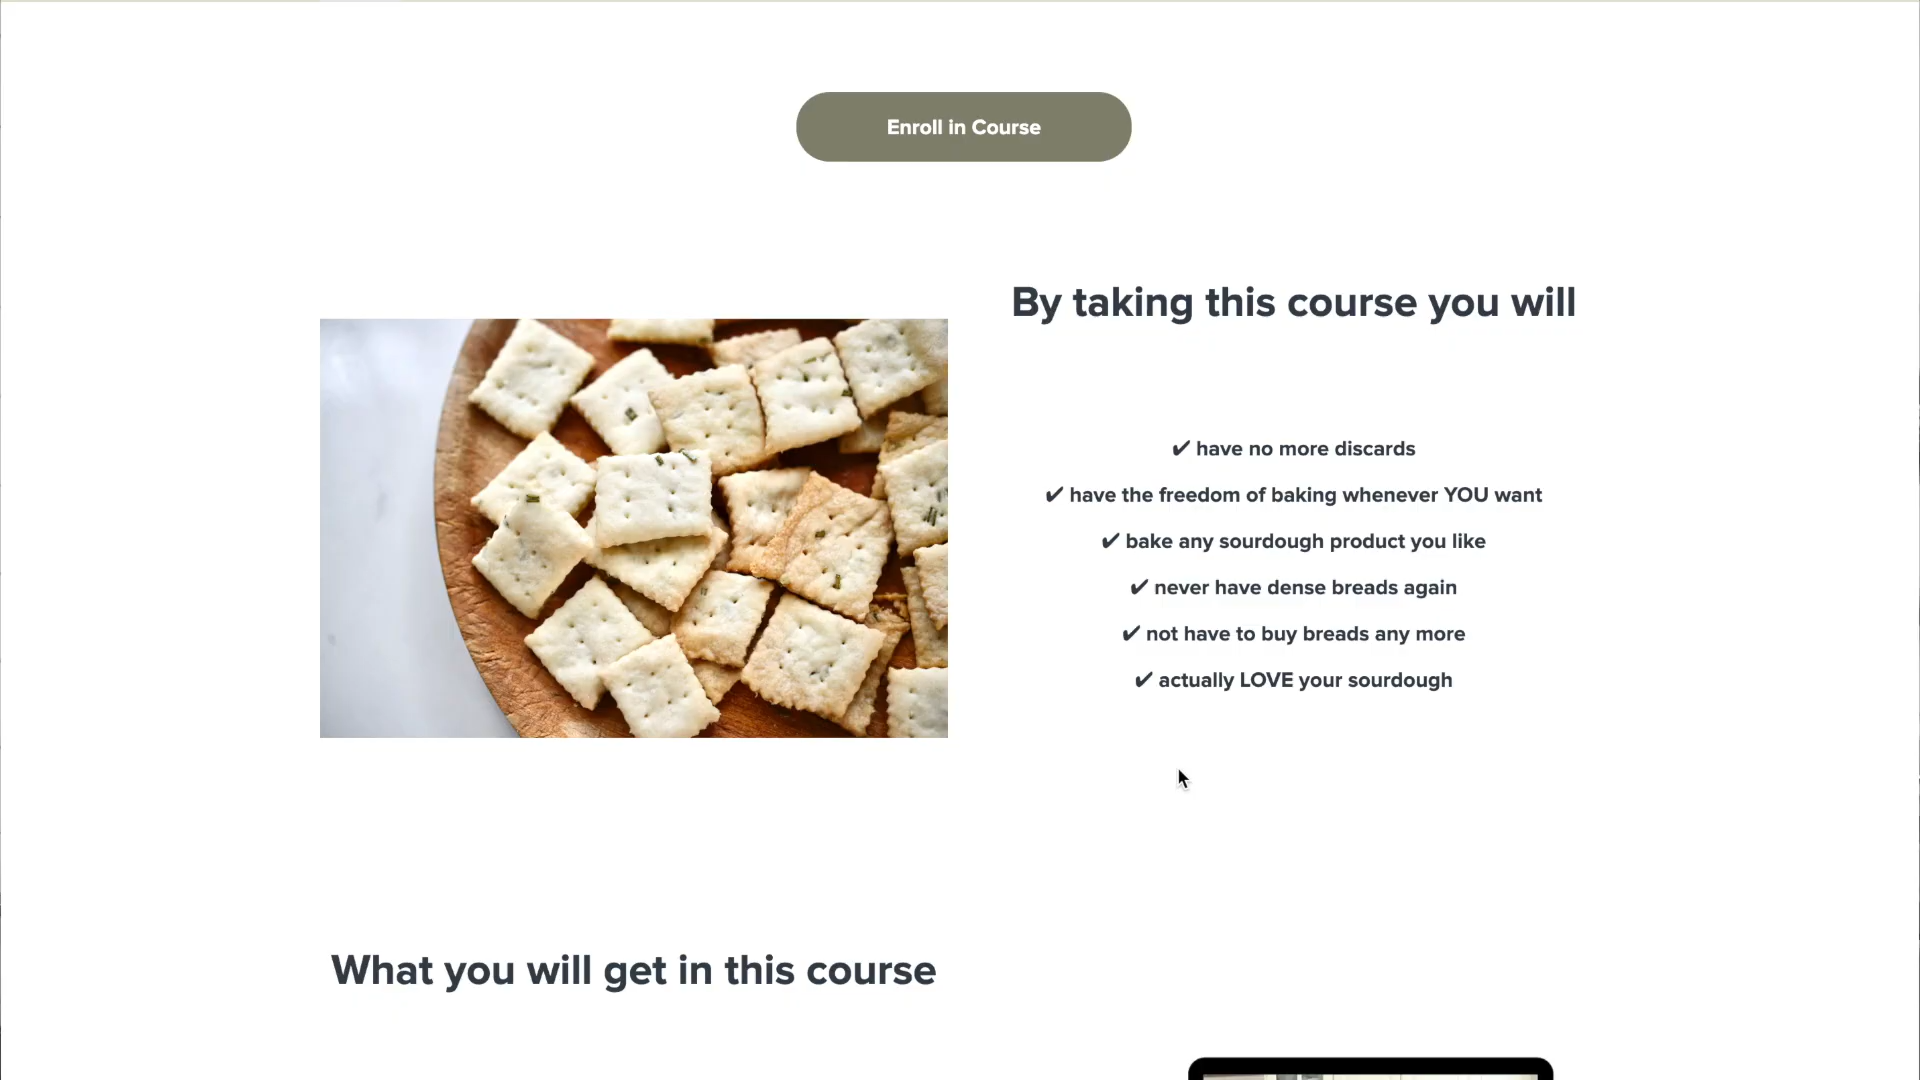 Enroll in Course
By taking this course you will
✔ have no more discards
✔ have the freedom of baking whenever YOU want
✔ bake any sourdough product you like
✔ never have dense breads again
✔ not have to buy breads any more
✔ actually LOVE your sourdough
What you will get in this course